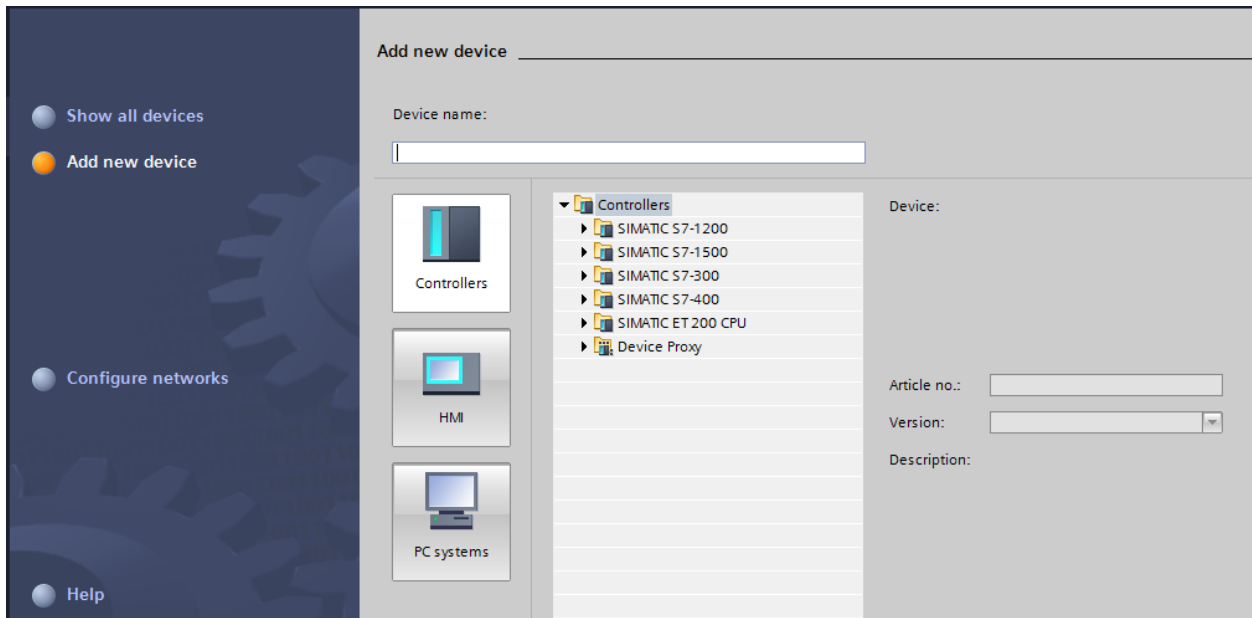 Add new device
Show all devices
Add new device
Configure networks
Help
Device name:
Controllers
HMI
PC systems
Controllers
SIMATIC S7-1200
SIMATIC S7-1500
SIMATIC S7-300
SIMATIC S7-400
SIMATIC ET 200 CPU
Device Proxy
Device:
Article no.:
Version:
Description: